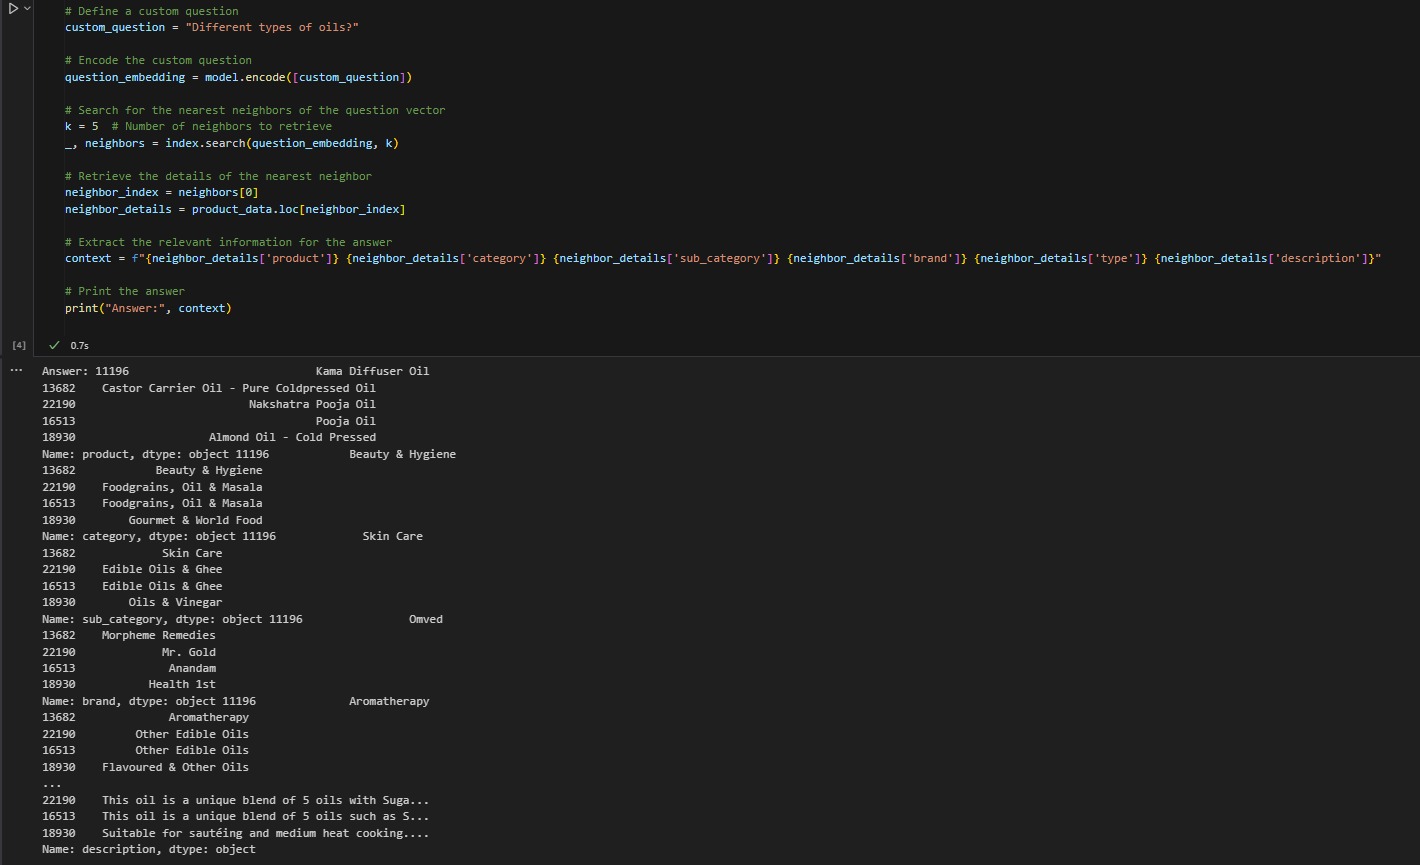 # Define a custom question
custom_question = "Different types of oils?"
# Encode the custom question
question_embedding = model.encode([custom_question])
# Search for the nearest neighbors of the question vector
k = 5  # Number of neighbors to retrieve
_, neighbors = index.search(question_embedding, k)
# Retrieve the details of the nearest neighbor
neighbor_index = neighbors[0]
neighbor_details = product_data.loc[neighbor_index]
# Extract the relevant information for the answer
context = f"{neighbor_details['product']} {neighbor_details['category']} {neighbor_details['sub_category']} {neighbor_details['brand']} {neighbor_details['type']} {neighbor_details['description']}"
# Print the answer
print("Answer:", context)
[4] 0.7s
... Answer: 11196 Kama Diffuser Oil
13682 Castor Carrier Oil - Pure Coldpressed Oil
22190 Nakshatra Pooja Oil
16513 Pooja Oil
18930 Almond Oil - Cold Pressed
Name: product, dtype: object 11196 Beauty & Hygiene
13682 Beauty & Hygiene
22190 Foodgrains, Oil & Masala
16513 Foodgrains, Oil & Masala
18930 Gourmet & World Food
Name: category, dtype: object 11196 Skin Care
13682 Skin Care
22190 Edible Oils & Ghee
16513 Edible Oils & Ghee
18930 Oils & Vinegar
Name: sub_category, dtype: object 11196 Omved
13682 Morpheme Remedies
22190 Mr. Gold
16513 Anandam
18930 Health 1st
Name: brand, dtype: object 11196 Aromatherapy
13682 Aromatherapy
22190 Other Edible Oils
16513 Other Edible Oils
18930 Flavoured & Other Oils
...
22190 This oil is a unique blend of 5 oils with Suga...
16513 This oil is a unique blend of 5 oils such as S...
18930 Suitable for sautéing and medium heat cooking....
Name: description, dtype: object